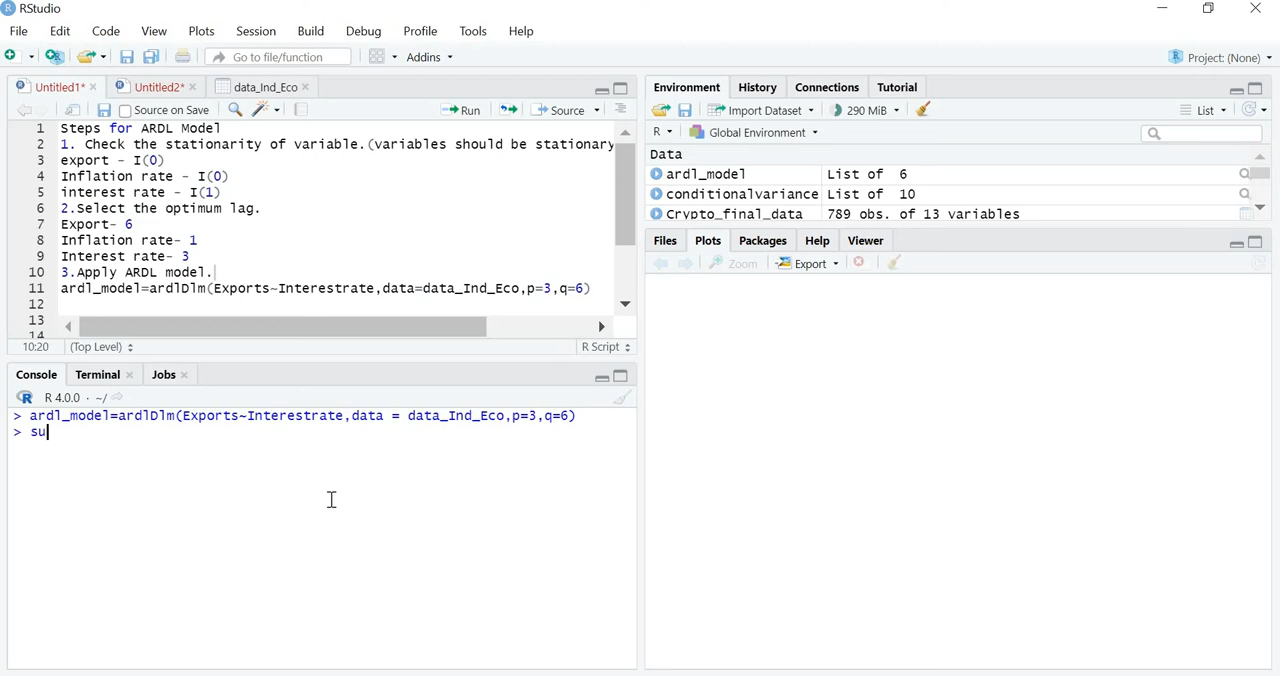 RStudio
File Edit Code View Plots Session Build Debug Profile Tools Help
Go to file/function Addins Project: (None)
Untitled1* Untitled2* data_Ind_Eco
Source on Save Run Source
1 Steps for ARDL Model
2 1. Check the stationarity of variable.(variables should be stationary
3 export - I(0)
4 Inflation rate - I(0)
5 interest rate - I(1)
6 2.Select the optimum lag.
7 Export- 6
8 Inflation rate- 1
9 Interest rate- 3
10 3.Apply ARDL model.
11 ardl_model=ardlDlm(Exports~Interestrate,data=data_Ind_Eco,p=3,q=6)
12
13
14
10:20 (Top Level) R Script
Console Terminal Jobs
R 4.0.0 · ~/
> ardl_model=ardlDlm(Exports~Interestrate,data = data_Ind_Eco,p=3,q=6)
> su
Environment History Connections Tutorial
Import Dataset 290 MiB List
R Global Environment
Data
ardl_model List of 6
conditionalvariance List of 10
Crypto_final_data 789 obs. of 13 variables
Files Plots Packages Help Viewer
Zoom Export